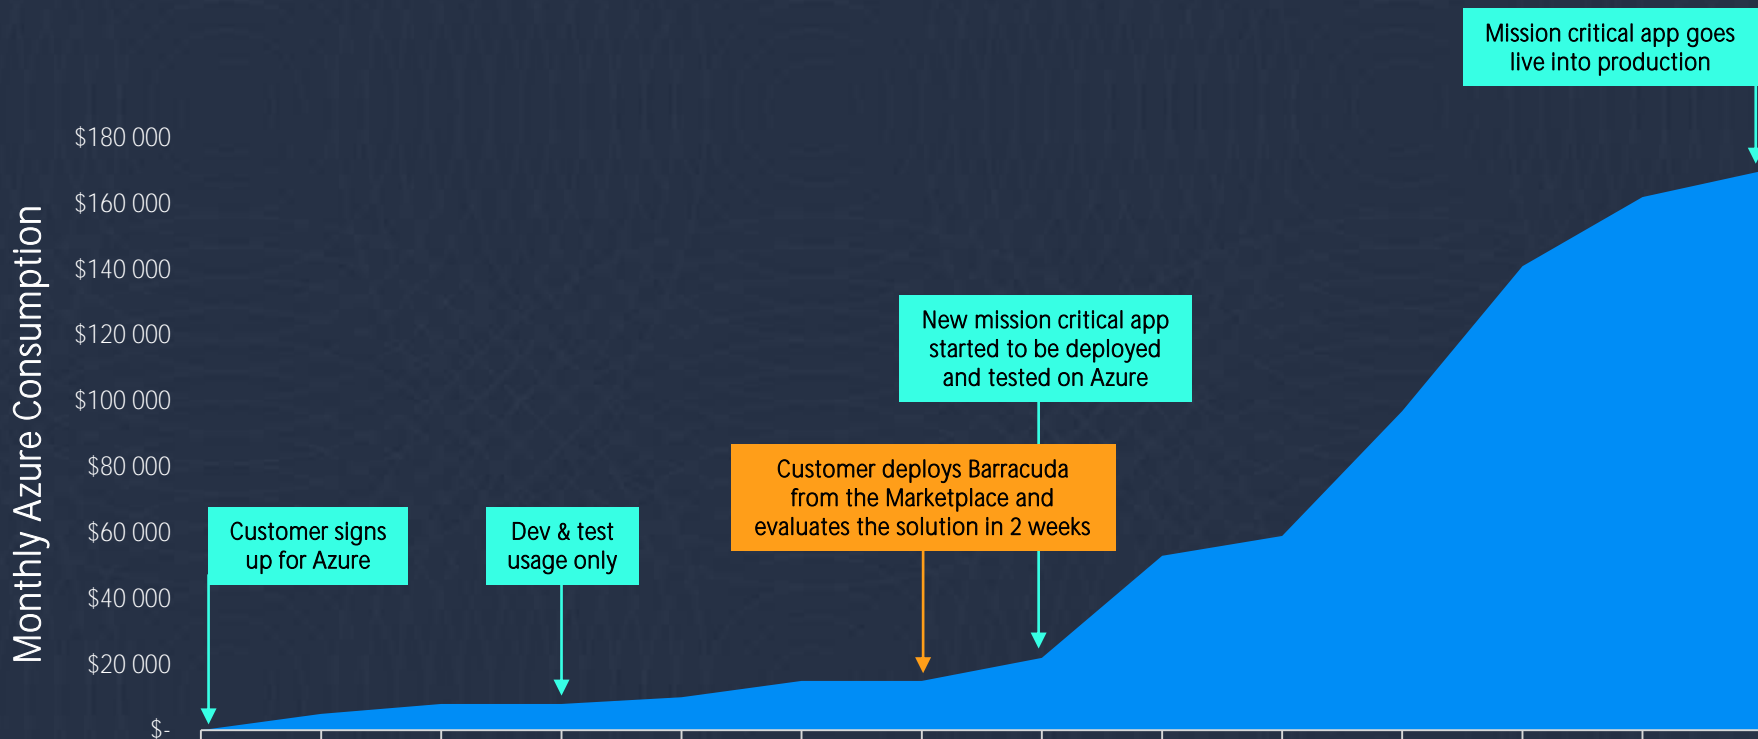 Mission critical app goes
live into production
$180 000
$160 000
$140 000
$120 000
$100 000
$80 000
$60 000
$40 000
$20 000
$-
Monthly Azure Consumption
New mission critical app
started to be deployed
and tested on Azure
Customer deploys Barracuda
from the Marketplace and
evaluates the solution in 2 weeks
Customer signs
up for Azure
Dev & test
usage only